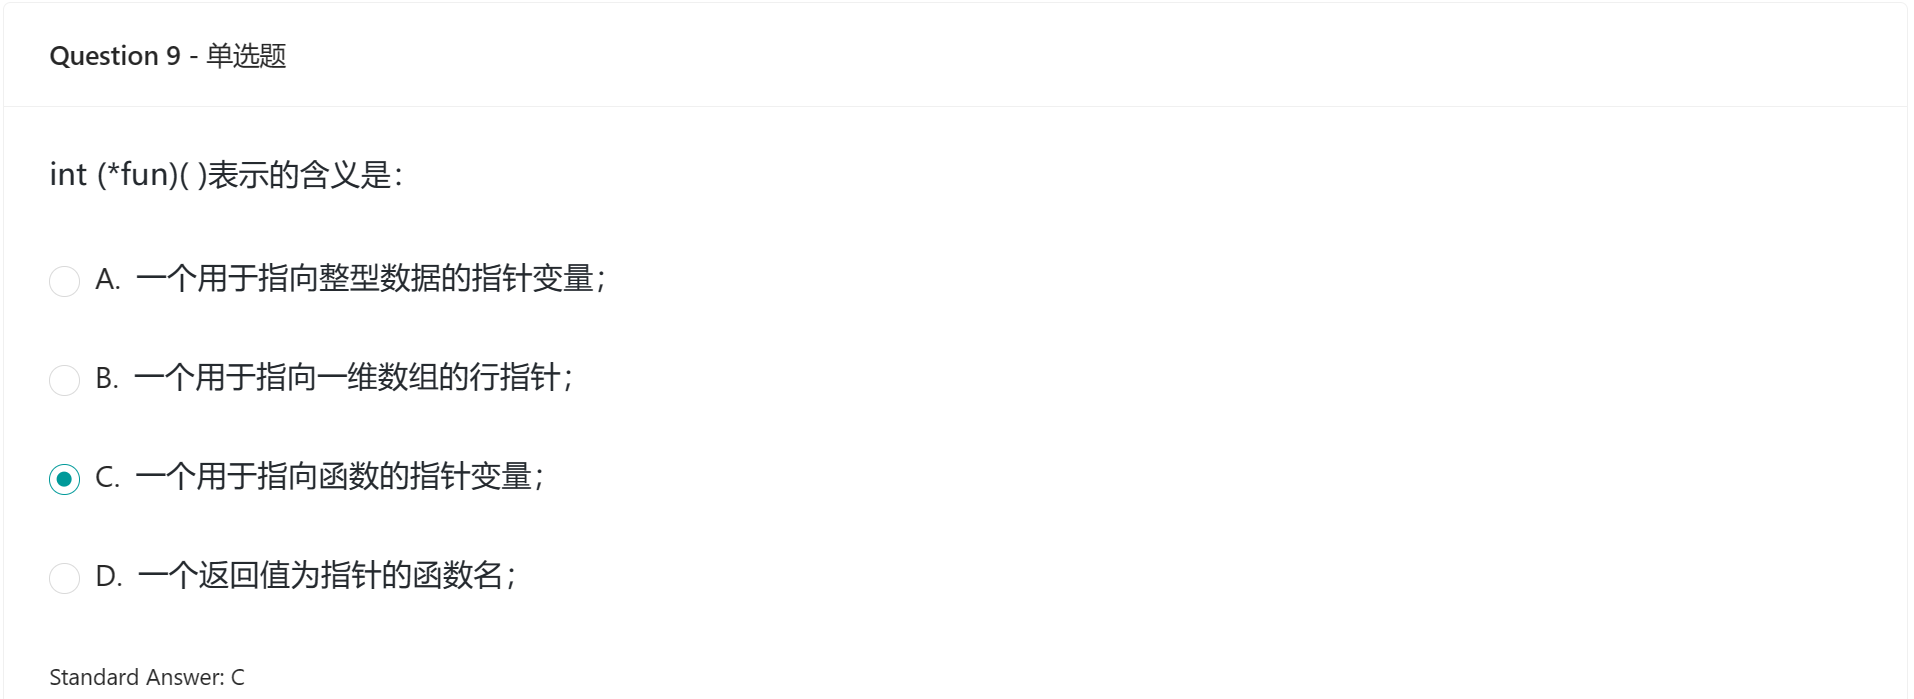 Question 9 - 单选题
int (*fun)( )表示的含义是：
A. 一个用于指向整型数据的指针变量；
B. 一个用于指向一维数组的行指针；
C. 一个用于指向函数的指针变量；
D. 一个返回值为指针的函数名；
Standard Answer: C